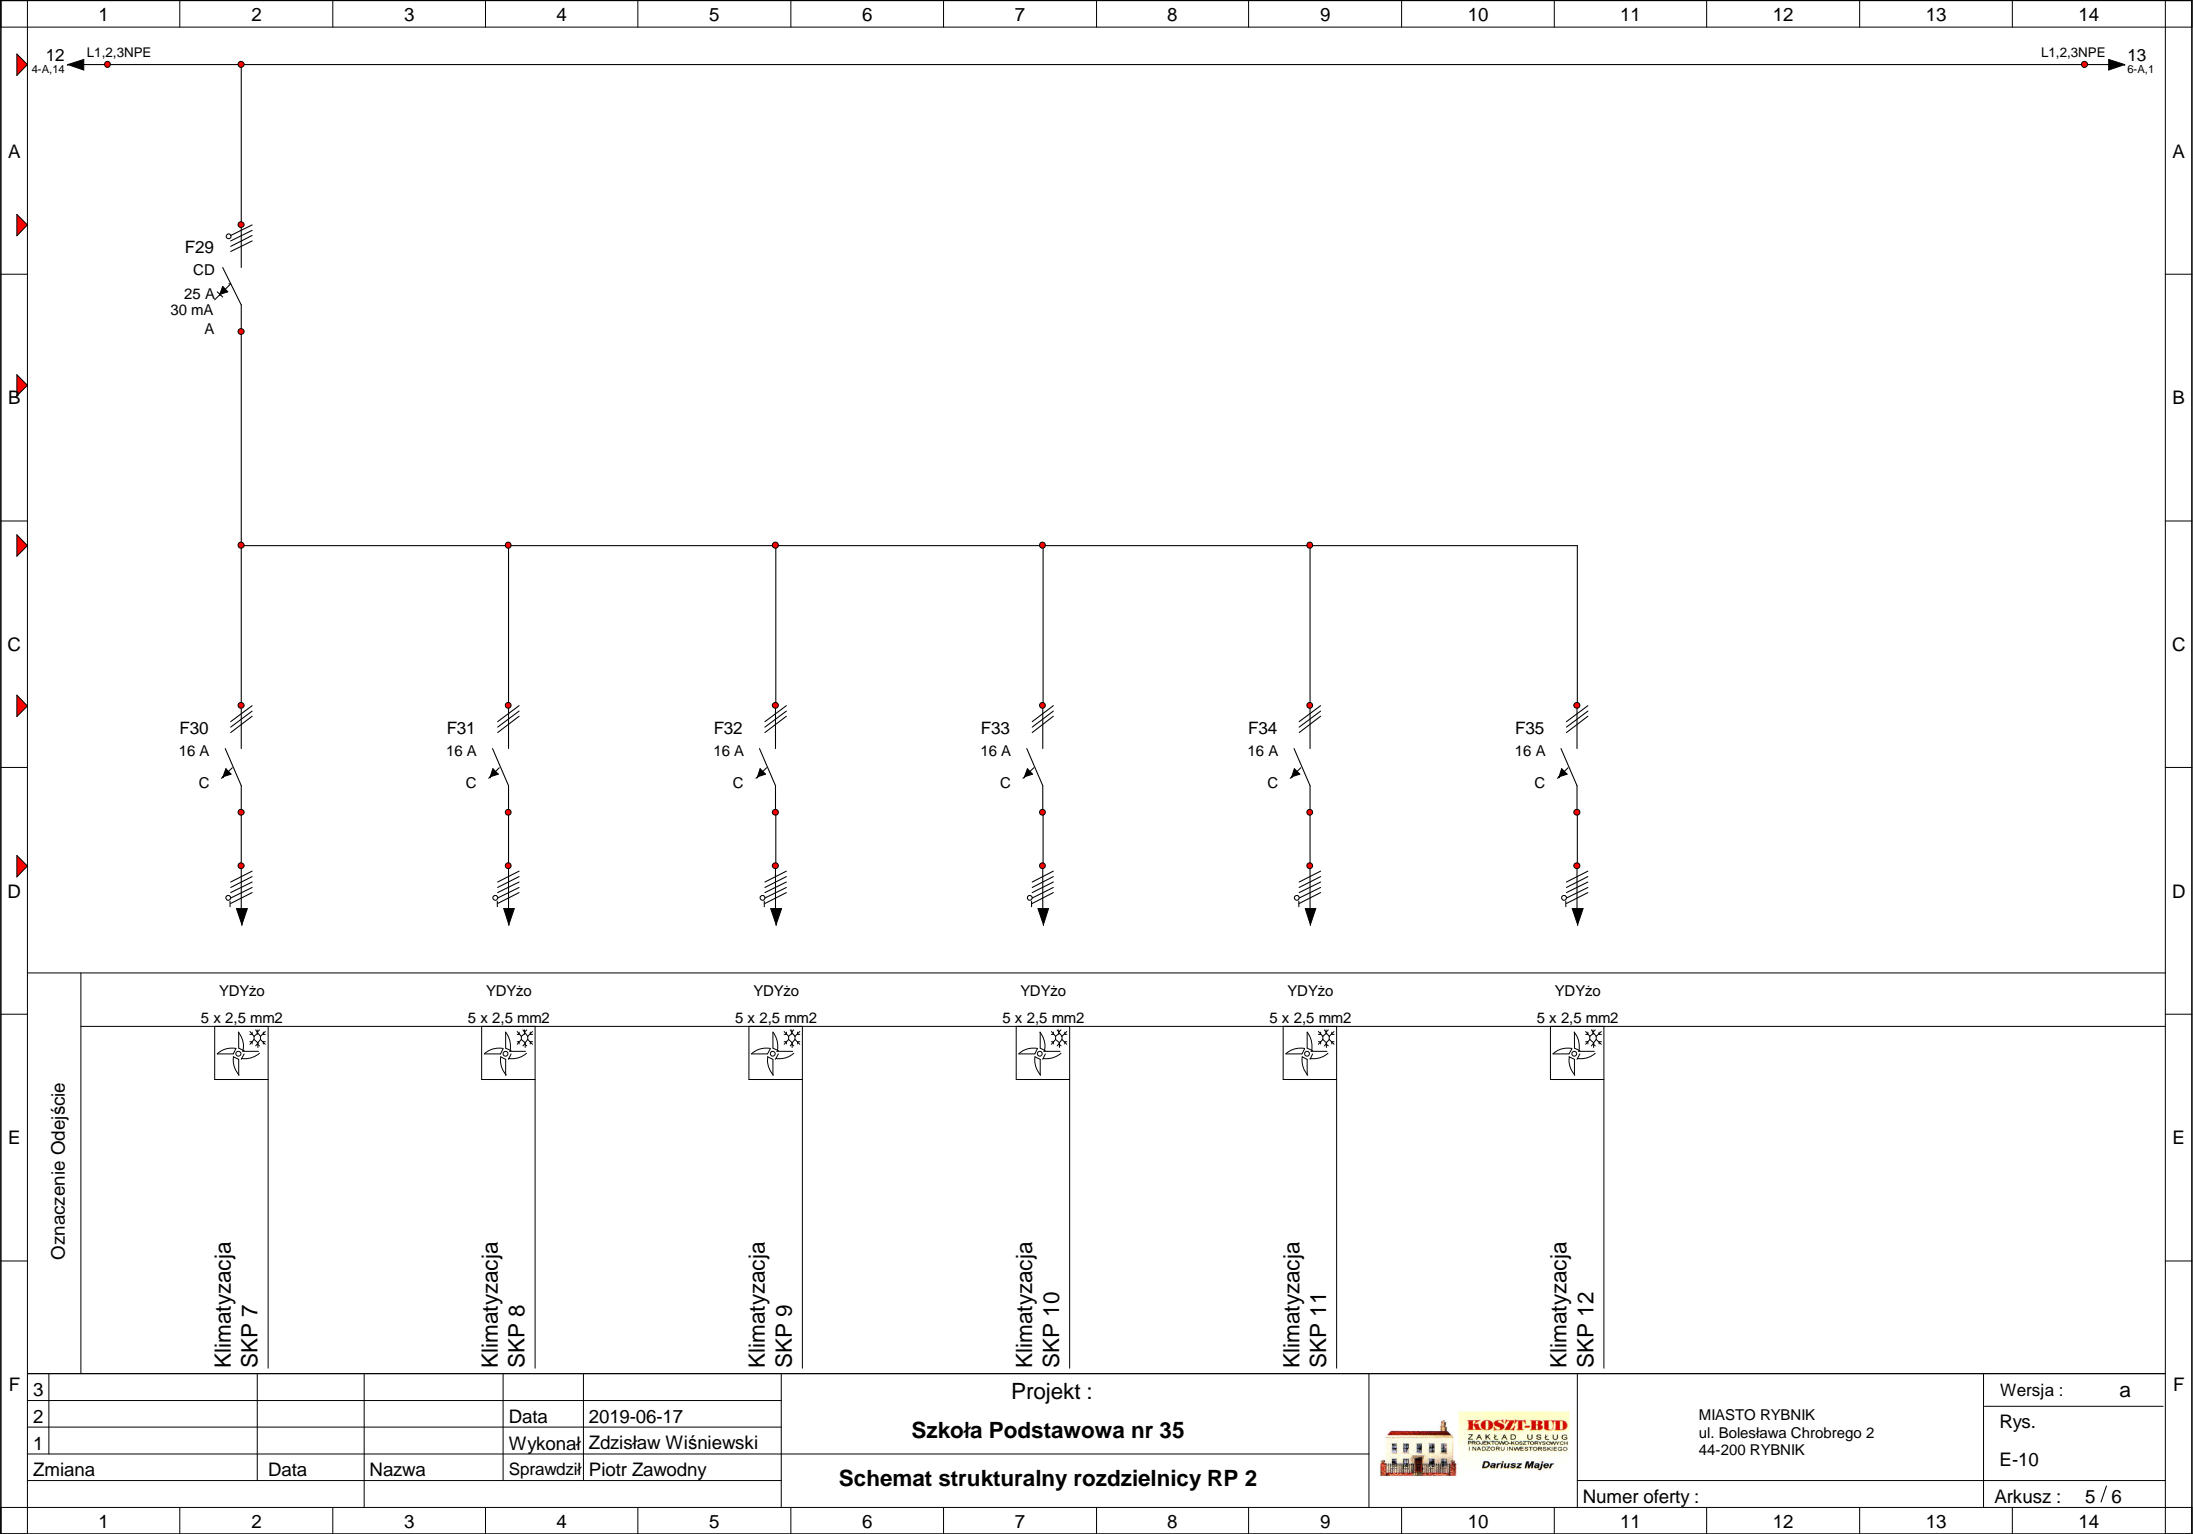 1 2 3 4 5 6 7 8 9 10 11 12 13 14
12 L1,2,3NPE L1,2,3NPE 13
4-A,14 6-A,1
A A
F29
CD
25 A
30 mA
A
B B
C C
F30 F31 F32 F33 F34 F35
16 A 16 A 16 A 16 A 16 A 16 A
C C C C C C
D D
YDYżo YDYżo YDYżo YDYżo YDYżo YDYżo
5 x 2,5 mm2 5 x 2,5 mm2 5 x 2,5 mm2 5 x 2,5 mm2 5 x 2,5 mm2 5 x 2,5 mm2
Oznaczenie Odejście
E E
Klimatyzacja
SKP 7
Klimatyzacja
SKP 8
Klimatyzacja
SKP 9
Klimatyzacja
SKP 10
Klimatyzacja
SKP 11
Klimatyzacja
SKP 12
F F
3
2 Data 2019-06-17
1 Wykonał Zdzisław Wiśniewski
Zmiana Data Nazwa Sprawdził Piotr Zawodny
Projekt :
Szkoła Podstawowa nr 35
Schemat strukturalny rozdzielnicy RP 2
KOSZT-BUD
ZAKŁAD USŁUG
PROJEKTOWO-KOSZTORYSOWYCH
I NADZORU INWESTORSKIEGO
Dariusz Majer
MIASTO RYBNIK
ul. Bolesława Chrobrego 2
44-200 RYBNIK
Numer oferty :
Wersja : a
Rys.
E-10
Arkusz : 5 / 6
1 2 3 4 5 6 7 8 9 10 11 12 13 14